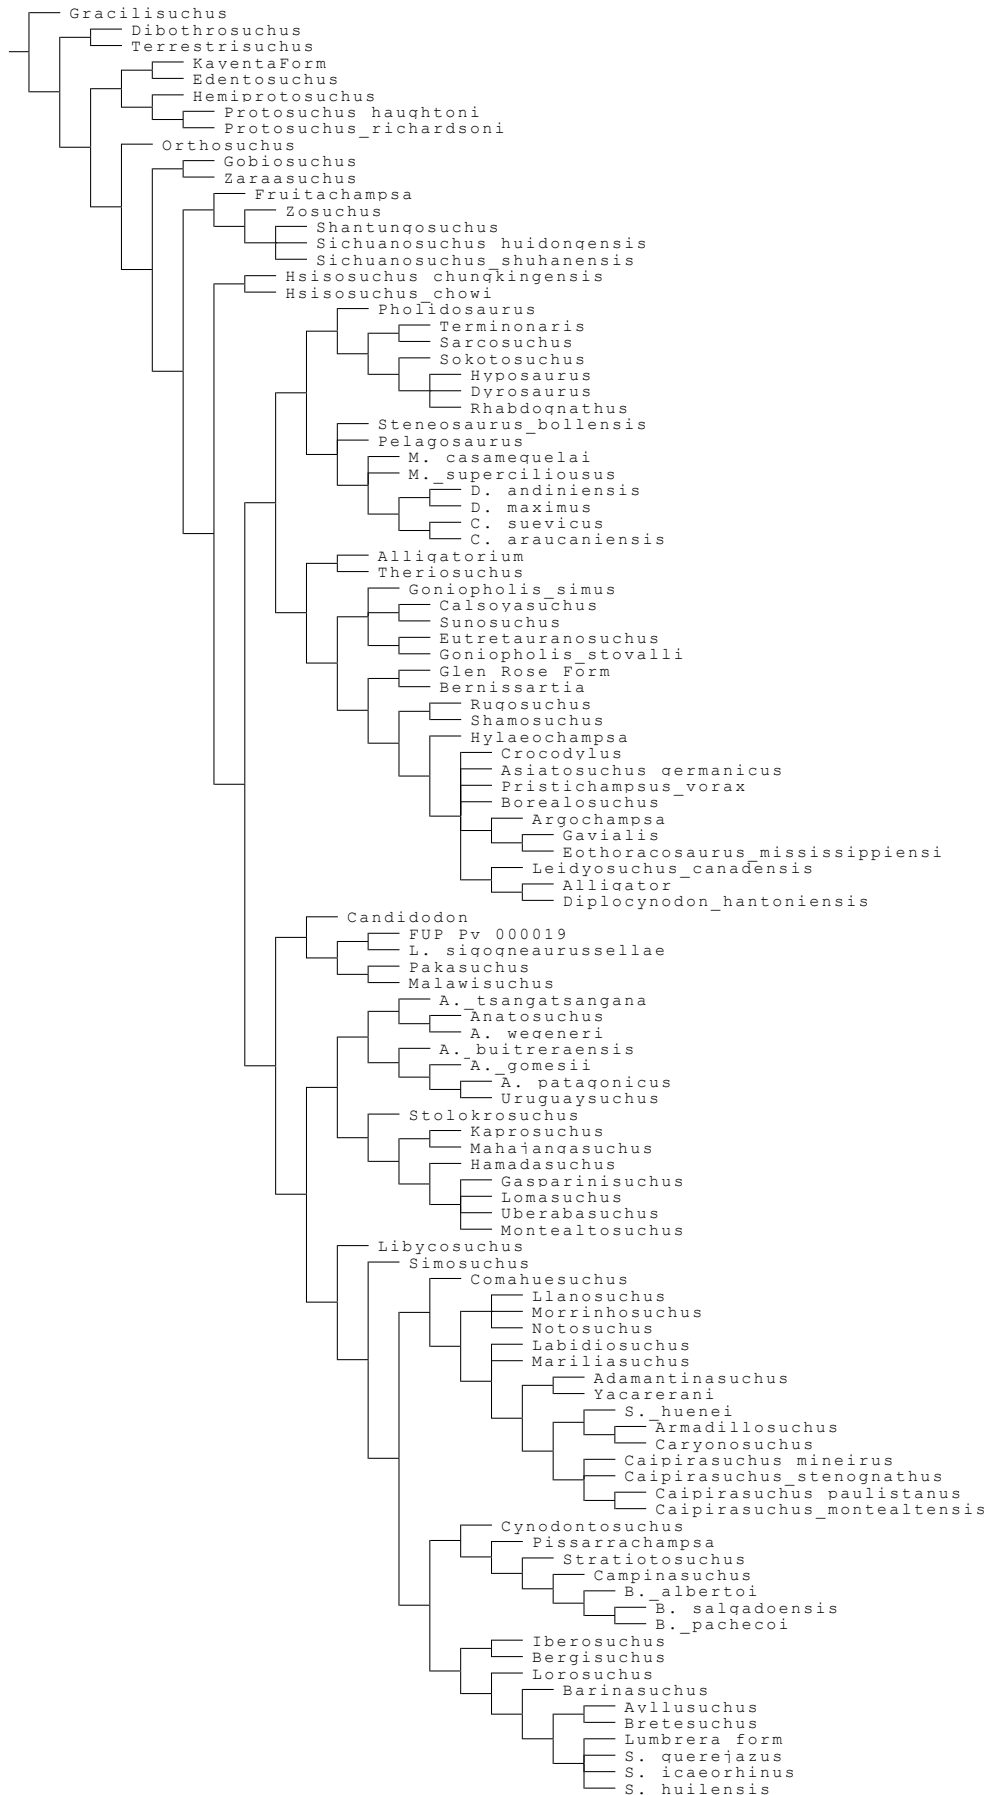 Gracilisuchus
Dibothrosuchus
Terrestrisuchus
KayentaForm
Edentosuchus
Hemiprotosuchus
Protosuchus_haughtoni
Protosuchus_richardsoni
Orthosuchus
Gobiosuchus
Zaraasuchus
Fruitachampsa
Zosuchus
Shantungosuchus
Sichuanosuchus_huidongensis
Sichuanosuchus_shuhanensis
Hsisosuchus_chungkingensis
Hsisosuchus_chowi
Pholidosaurus
Terminonaris
Sarcosuchus
Sokotosuchus
Hyposaurus
Dyrosaurus
Rhabdognathus
Steneosaurus_bollensis
Pelagosaurus
M._casamequelai
M._superciliousus
D._andiniensis
D._maximus
C._suevicus
C._araucaniensis
Alligatorium
Theriosuchus
Goniopholis_simus
Calsoyasuchus
Sunosuchus
Eutretauranosuchus
Goniopholis_stovalli
Glen_Rose_Form
Bernissartia
Rugosuchus
Shamosuchus
Hylaeochampsa
Crocodylus
Asiatosuchus_germanicus
Pristichampsus_vorax
Borealosuchus
Argochampsa
Gavialis
Eothoracosaurus_mississippiensi
Leidyosuchus_canadensis
Alligator
Diplocynodon_hantoniensis
Candidodon
FUP_Pv_000019
L._sigogneaurussellae
Pakasuchus
Malawisuchus
A._tsangatsangana
Anatosuchus
A._wegeneri
A._buitreraensis
A._gomesii
A._patagonicus
Uruguaysuchus
Stolokrosuchus
Kaprosuchus
Mahajangasuchus
Hamadasuchus
Gasparinisuchus
Lomasuchus
Uberabasuchus
Montealtosuchus
Libycosuchus
Simosuchus
Comahuesuchus
Llanosuchus
Morrinhosuchus
Notosuchus
Labidiosuchus
Mariliasuchus
Adamantinasuchus
Yacarerani
S._huenei
Armadillosuchus
Caryonosuchus
Caipirasuchus_mineirus
Caipirasuchus_stenognathus
Caipirasuchus_paulistanus
Caipirasuchus_montealtensis
Cynodontosuchus
Pissarrachampsa
Stratiotosuchus
Campinasuchus
B._albertoi
B._salgadoensis
B._pachecoi
Iberosuchus
Bergisuchus
Lorosuchus
Barinasuchus
Ayllusuchus
Bretesuchus
Lumbrera_form
S._querejazus
S._icaeorhinus
S._huilensis